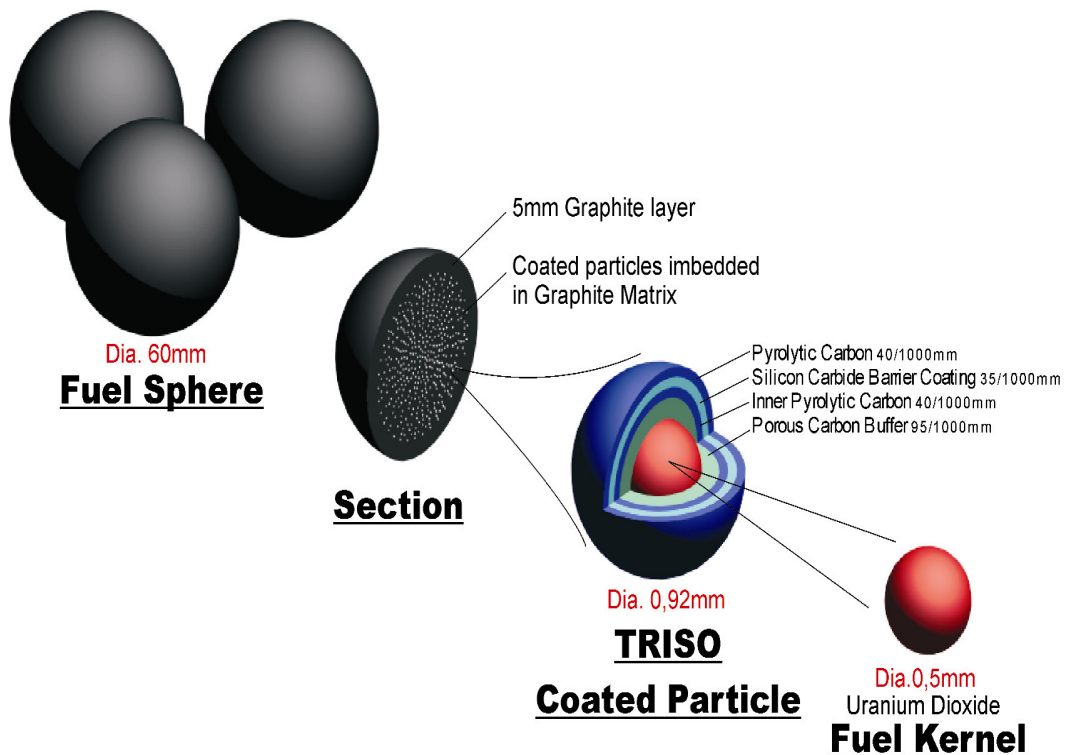 Dia. 60mm
Fuel Sphere
5mm Graphite layer
Coated particles imbedded
in Graphite Matrix
Section
Pyrolytic Carbon 40/1000mm
Silicon Carbide Barrier Coating 35/1000mm
Inner Pyrolytic Carbon 40/1000mm
Porous Carbon Buffer 95/1000mm
Dia. 0,92mm
TRISO
Coated Particle
Dia.0,5mm
Uranium Dioxide
Fuel Kernel